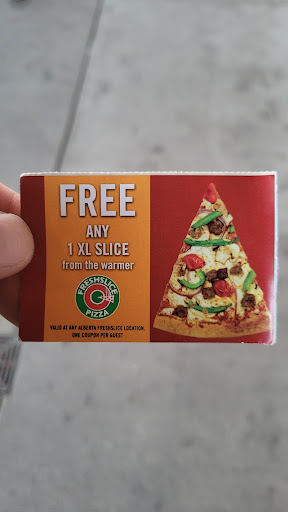 FREE
ANY
1 XL SLICE
from the warmer
FRESHSLICE
PIZZA
VALID AT ANY ALBERTA FRESHSLICE LOCATION.
ONE COUPON PER GUEST